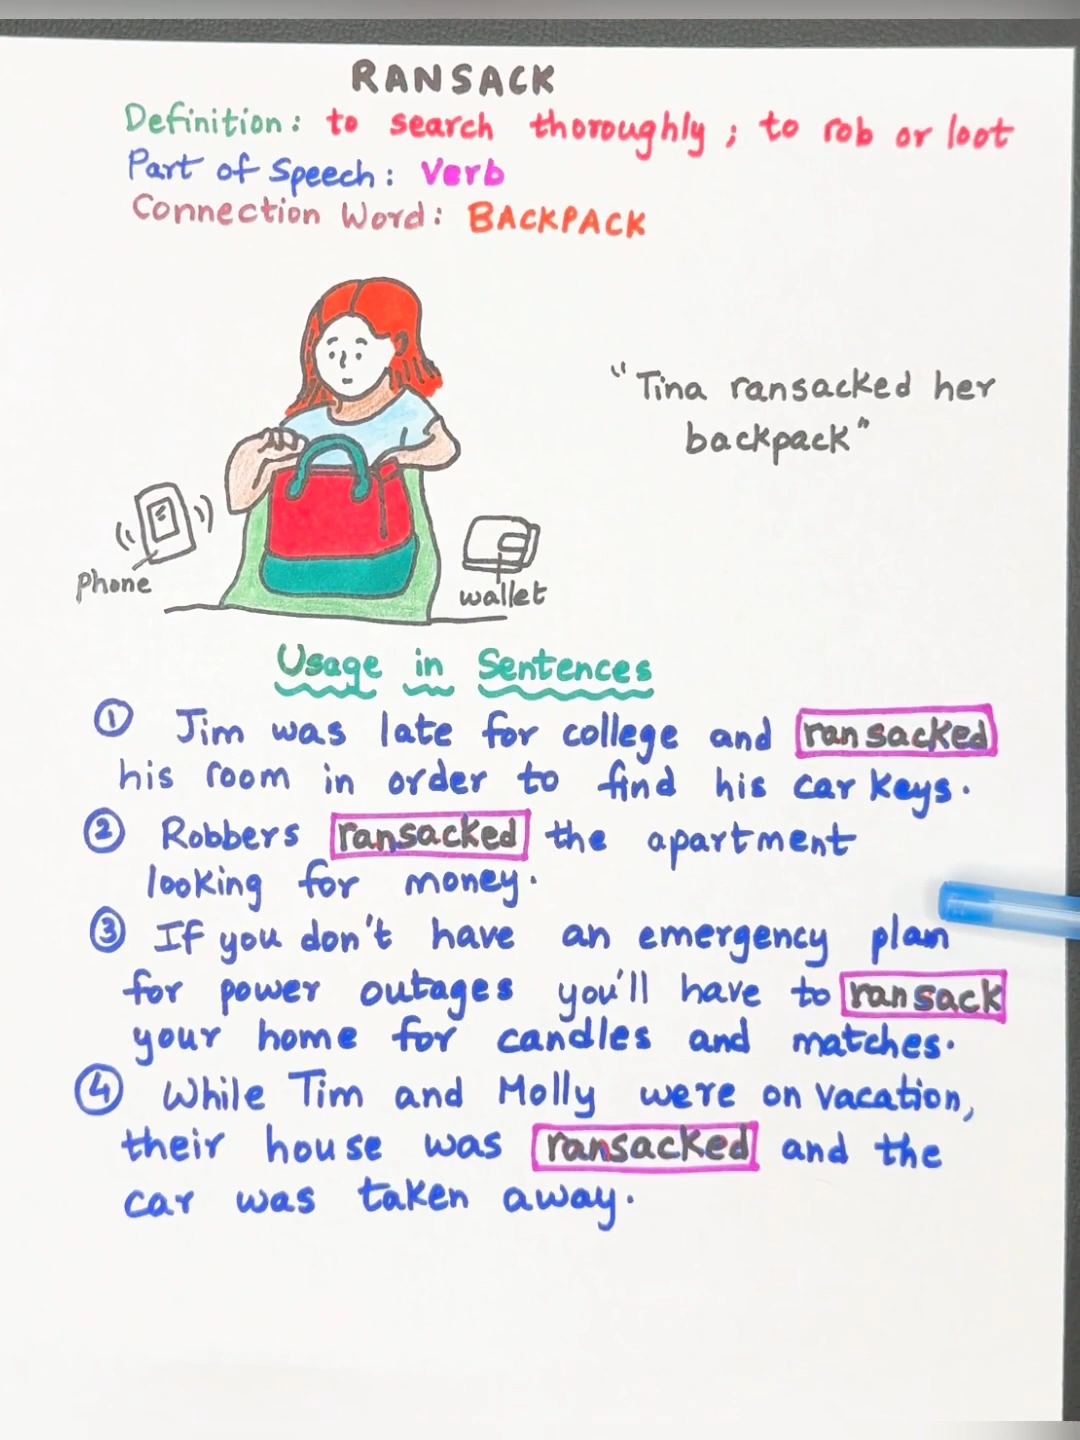 RANSACK
Definition: to search thoroughly; to rob or loot
Part of Speech: Verb
Connection Word: BACKPACK
"Tina ransacked her
backpack"
Phone
wallet
Usage in Sentences
1 Jim was late for college and ransacked
his room in order to find his car keys.
2 Robbers ransacked the apartment
looking for money.
3 If you don't have an emergency plan
for power outages you'll have to ransack
your home for candles and matches.
4 While Tim and Molly were on vacation,
their house was ransacked and the
car was taken away.